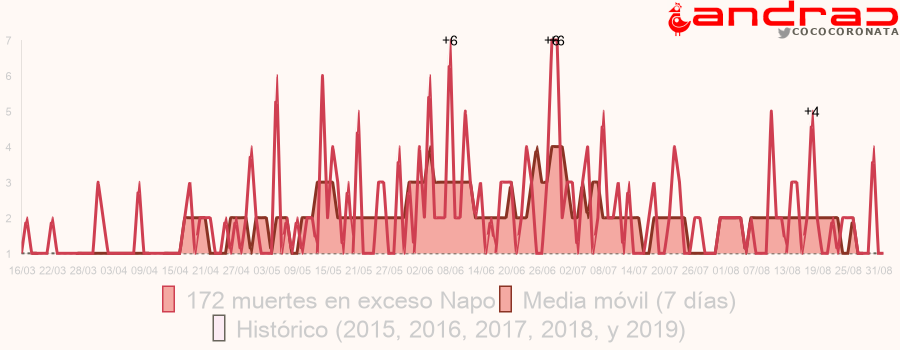 andrab
COCOCORONATA
+6
+6
+6
+4
7
6
5
4
3
2
1
16/03 22/03 28/03 03/04 09/04 15/04 21/04 27/04 03/05 09/05 15/05 21/05 27/05 02/06 08/06 14/06 20/06 26/06 02/07 08/07 14/07 20/07 26/07 01/08 07/08 13/08 19/08 25/08 31/08
172 muertes en exceso Napo Media móvil (7 días)
Histórico (2015, 2016, 2017, 2018, y 2019)